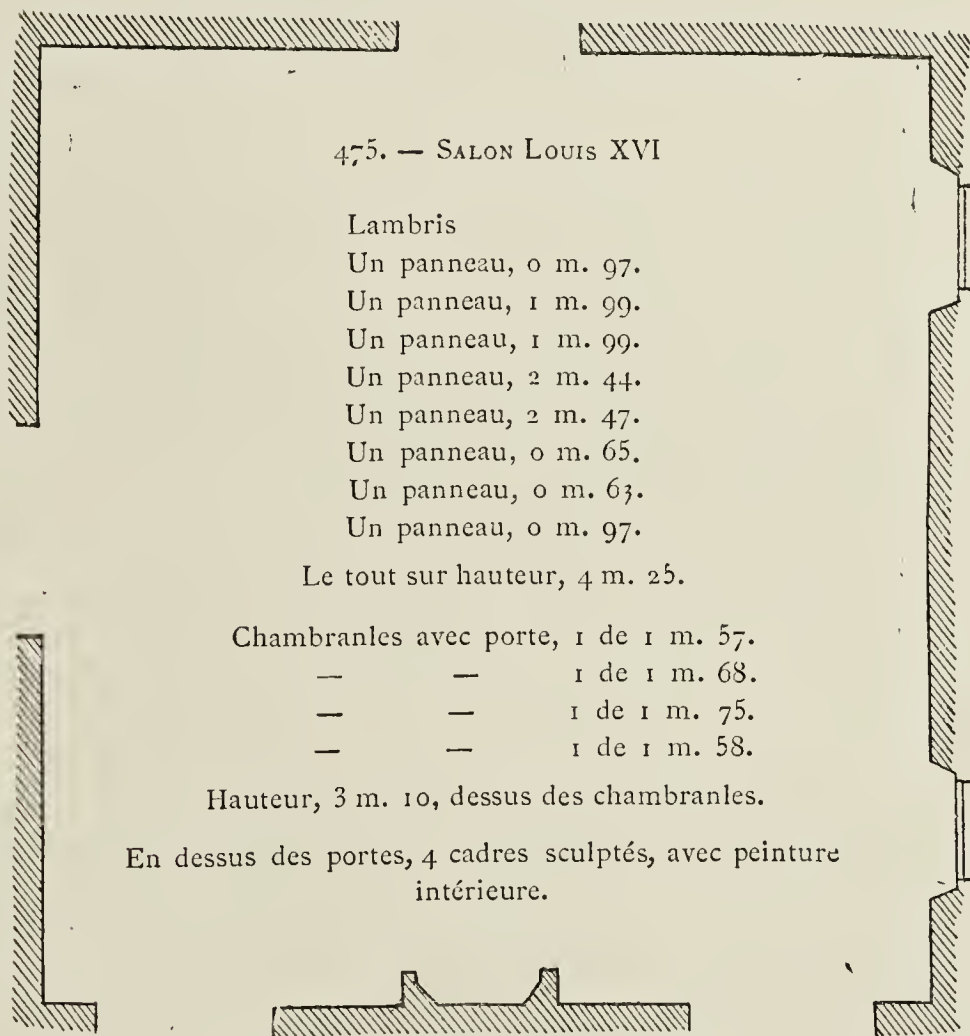 475. — Salon Louis XVI
Lambris
Un panneau, 0 m. 97.
Un panneau, 1 m. 99.
Un panneau, 1 m. 99.
Un panneau, 2 m. 44.
Un panneau, 2 m. 47.
Un panneau, 0 m. 65.
Un panneau, 0 m. 63.
Un panneau, 0 m. 97.
Le tout sur hauteur, 4 m. 25.
Chambranles avec porte, 1 de 1 m. 57.
— — 1 de 1 m. 68.
— — 1 de 1 m. 75.
— — 1 de 1 m. 58.
Hauteur, 3 m. 10, dessus des chambranles.
En dessus des portes, 4 cadres sculptés, avec peinture
intérieure.